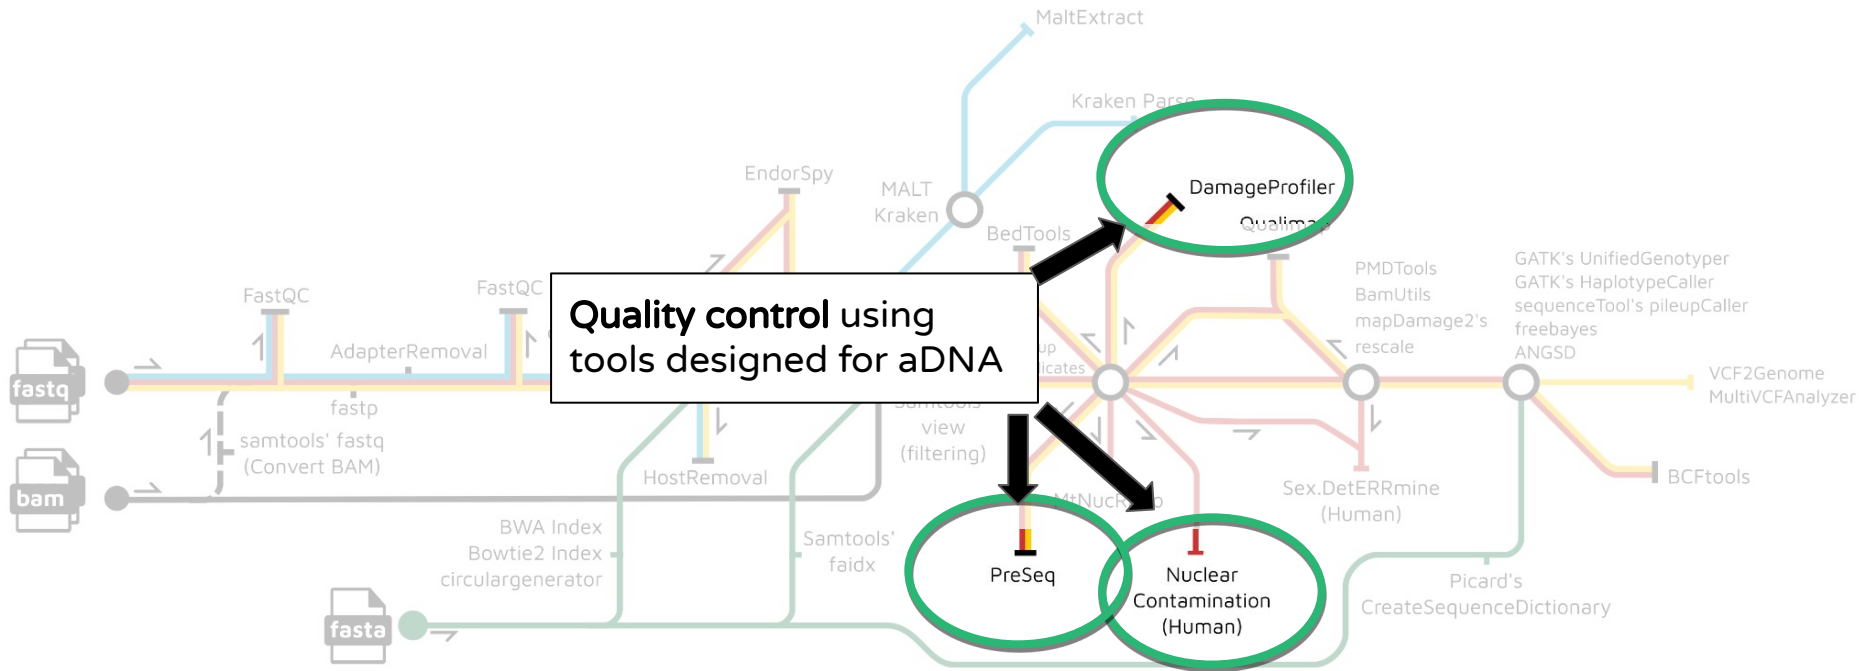 MaltExtract
Kraken Parse
EndorSpy
MALT
Kraken
DamageProfiler
Qualimap
BedTools
FastQC
FastQC
AdapterRemoval
fastp
Quality control using
tools designed for aDNA
PMDTools
BamUtils
mapDamage2's
rescale
GATK's UnifiedGenotyper
GATK's HaplotypeCaller
sequenceTool's pileupCaller
freebayes
ANGSD
VCF2Genome
MultiVCFAnalyzer
fastq
samtools' fastq
(Convert BAM)
bam
HostRemoval
Samtools
view
(filtering)
BCFtools
Sex.DetERRmine
(Human)
BWA Index
Bowtie2 Index
circulargenerator
Samtools'
faidx
PreSeq
Nuclear
Contamination
(Human)
Picard's
CreateSequenceDictionary
fasta